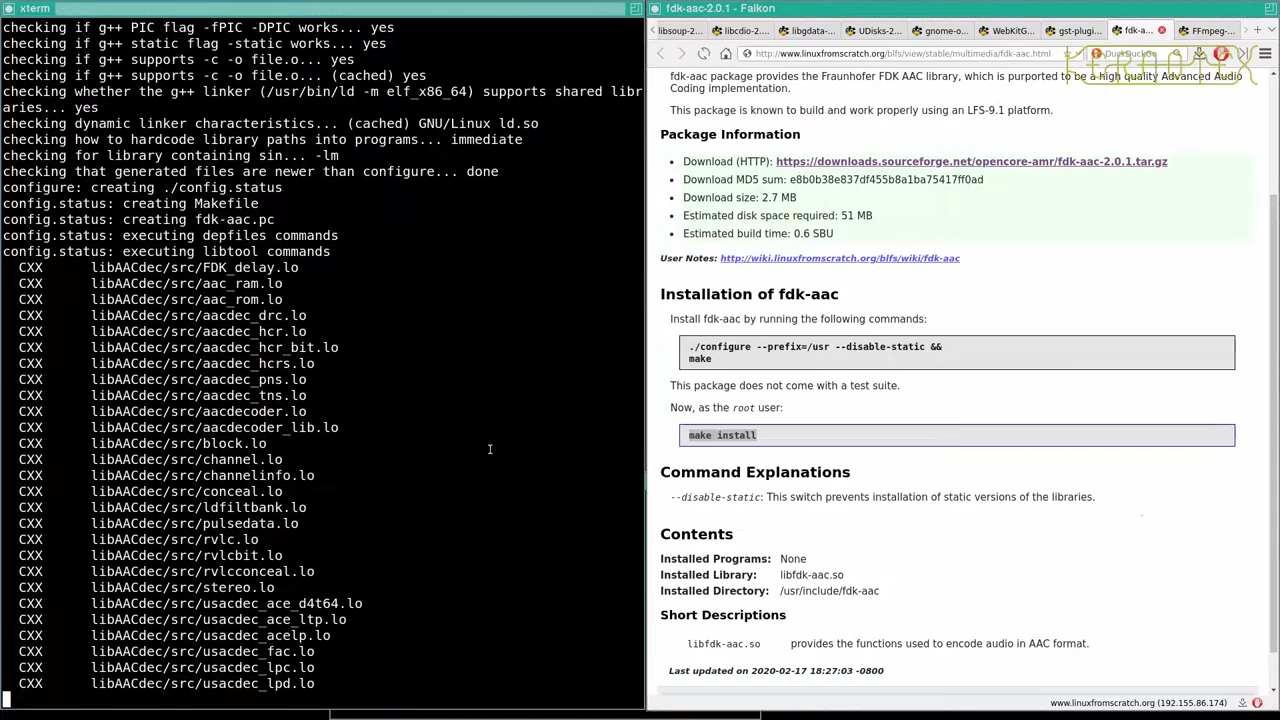 xterm
checking if g++ PIC flag -fPIC -DPIC works... yes
checking if g++ static flag -static works... yes
checking if g++ supports -c -o file.o... yes
checking if g++ supports -c -o file.o... (cached) yes
checking whether the g++ linker (/usr/bin/ld -m elf_x86_64) supports shared libr
aries... yes
checking dynamic linker characteristics... (cached) GNU/Linux ld.so
checking how to hardcode library paths into programs... immediate
checking for library containing sin... -lm
checking that generated files are newer than configure... done
configure: creating ./config.status
config.status: creating Makefile
config.status: creating fdk-aac.pc
config.status: executing depfiles commands
config.status: executing libtool commands
CXX libAACdec/src/FDK_delay.lo
CXX libAACdec/src/aac_ram.lo
CXX libAACdec/src/aac_rom.lo
CXX libAACdec/src/aacdec_drc.lo
CXX libAACdec/src/aacdec_hcr.lo
CXX libAACdec/src/aacdec_hcr_bit.lo
CXX libAACdec/src/aacdec_hcrs.lo
CXX libAACdec/src/aacdec_pns.lo
CXX libAACdec/src/aacdec_tns.lo
CXX libAACdec/src/aacdecoder.lo
CXX libAACdec/src/aacdecoder_lib.lo
CXX libAACdec/src/block.lo
CXX libAACdec/src/channel.lo
CXX libAACdec/src/channelinfo.lo
CXX libAACdec/src/conceal.lo
CXX libAACdec/src/ldfiltbank.lo
CXX libAACdec/src/pulsedata.lo
CXX libAACdec/src/rvlc.lo
CXX libAACdec/src/rvlcbit.lo
CXX libAACdec/src/rvlcconceal.lo
CXX libAACdec/src/stereo.lo
CXX libAACdec/src/usacdec_ace_d4t64.lo
CXX libAACdec/src/usacdec_ace_ltp.lo
CXX libAACdec/src/usacdec_acelp.lo
CXX libAACdec/src/usacdec_fac.lo
CXX libAACdec/src/usacdec_lpc.lo
CXX libAACdec/src/usacdec_lpd.lo
fdk-aac-2.0.1 - Falkon
libsoup-2... libcdio-2... libgdata-... UDisks-2... gnome-o... WebKitG... gst-plugi... fdk-a... FFmpeg-...
http://www.linuxfromscratch.org/blfs/view/stable/multimedia/fdk-aac.html DuckDuckGo
fdk-aac package provides the Fraunhofer FDK AAC library, which is purported to be a high quality Advanced Audio
Coding implementation.
This package is known to build and work properly using an LFS-9.1 platform.
Package Information
Download (HTTP): https://downloads.sourceforge.net/opencore-amr/fdk-aac-2.0.1.tar.gz
Download MD5 sum: e8b0b38e837df455b8a1ba75417ff0ad
Download size: 2.7 MB
Estimated disk space required: 51 MB
Estimated build time: 0.6 SBU
User Notes: http://wiki.linuxfromscratch.org/blfs/wiki/fdk-aac
Installation of fdk-aac
Install fdk-aac by running the following commands:
./configure --prefix=/usr --disable-static &&
make
This package does not come with a test suite.
Now, as the root user:
make install
Command Explanations
--disable-static: This switch prevents installation of static versions of the libraries.
Contents
Installed Programs: None
Installed Library: libfdk-aac.so
Installed Directory: /usr/include/fdk-aac
Short Descriptions
libfdk-aac.so provides the functions used to encode audio in AAC format.
Last updated on 2020-02-17 18:27:03 -0800
www.linuxfromscratch.org (192.155.86.174)